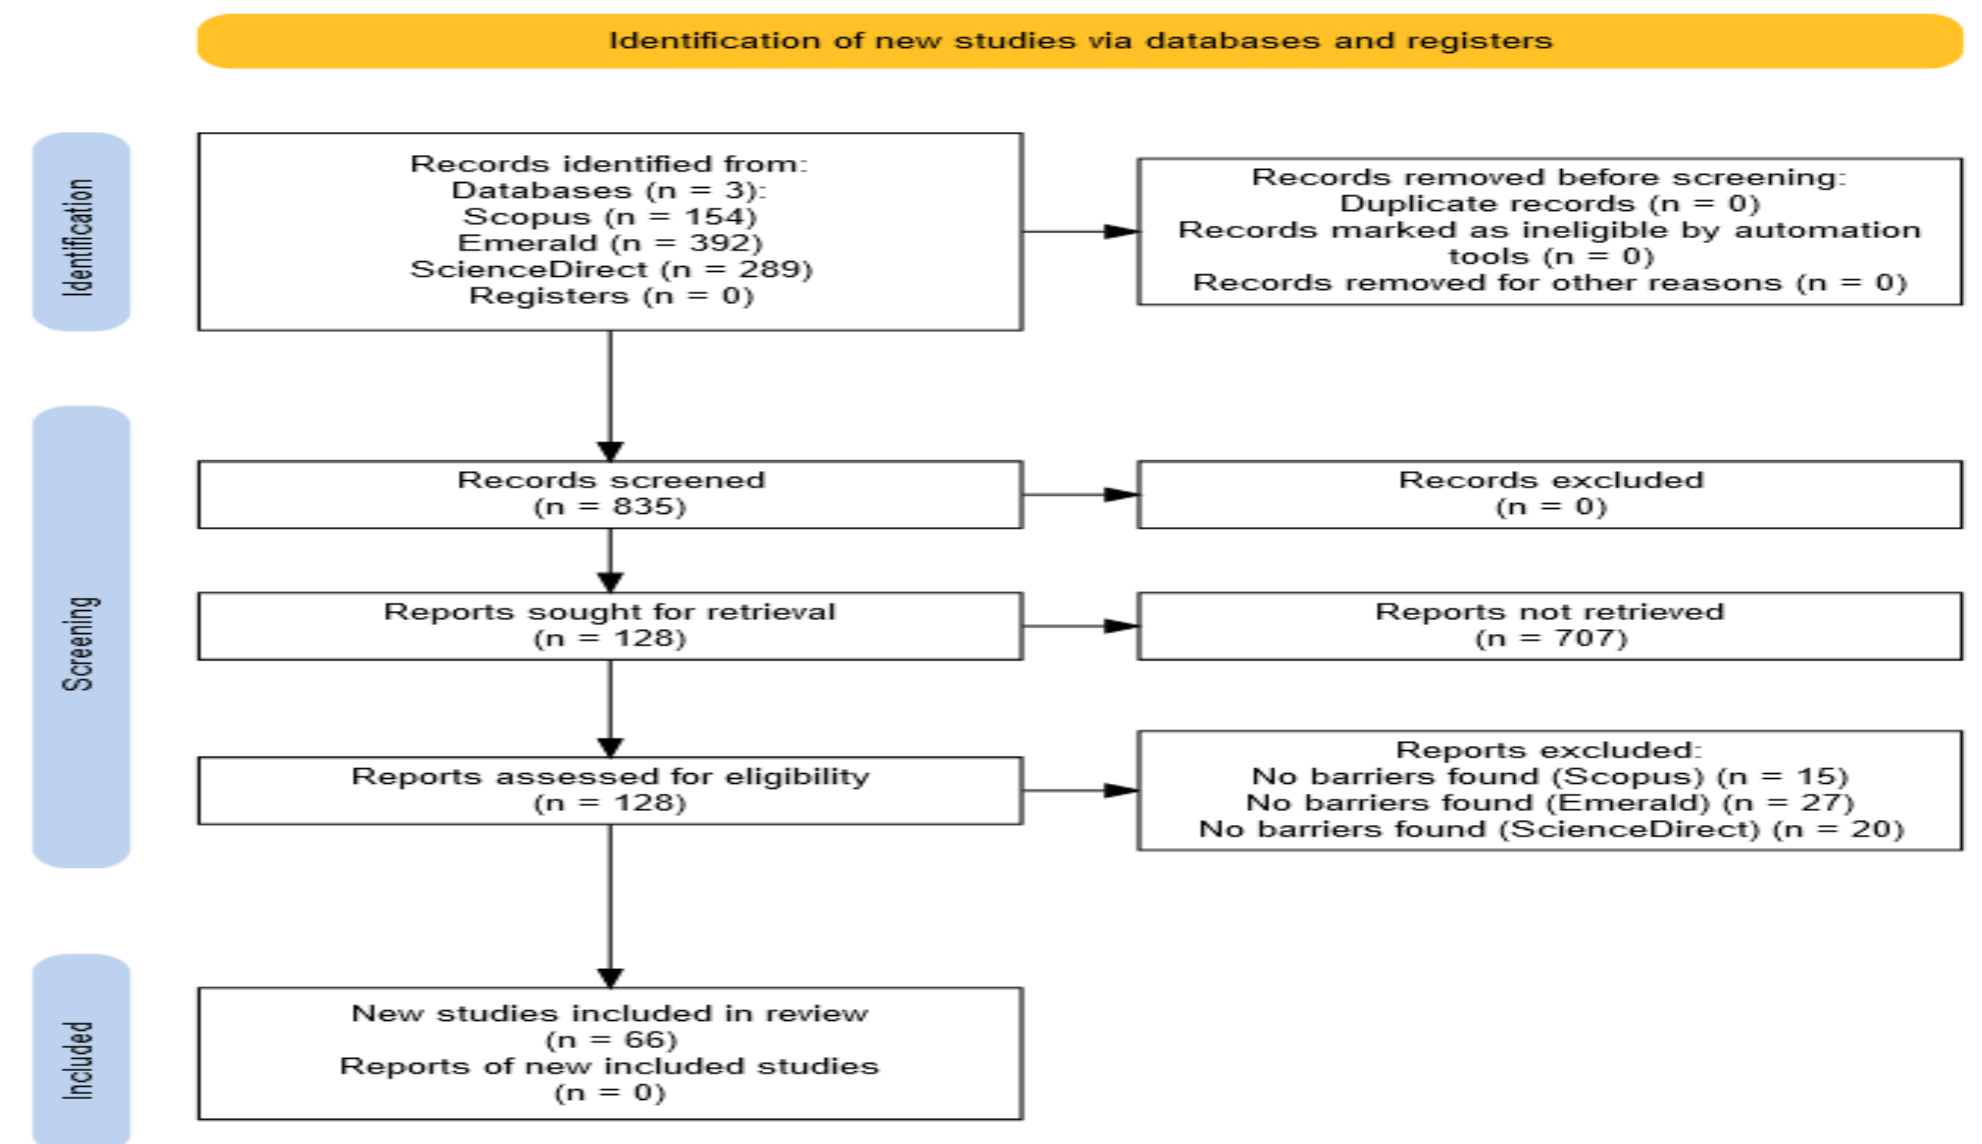 Identification of new studies via databases and registers
Identification
Records identified from:
Databases (n = 3):
Scopus (n = 154)
Emerald (n = 392)
ScienceDirect (n = 289)
Registers (n = 0)
Records removed before screening:
Duplicate records (n = 0)
Records marked as ineligible by automation
tools (n = 0)
Records removed for other reasons (n = 0)
Screening
Records screened
(n = 835)
Records excluded
(n = 0)
Reports sought for retrieval
(n = 128)
Reports not retrieved
(n = 707)
Reports assessed for eligibility
(n = 128)
Reports excluded:
No barriers found (Scopus) (n = 15)
No barriers found (Emerald) (n = 27)
No barriers found (ScienceDirect) (n = 20)
Included
New studies included in review
(n = 66)
Reports of new included studies
(n = 0)